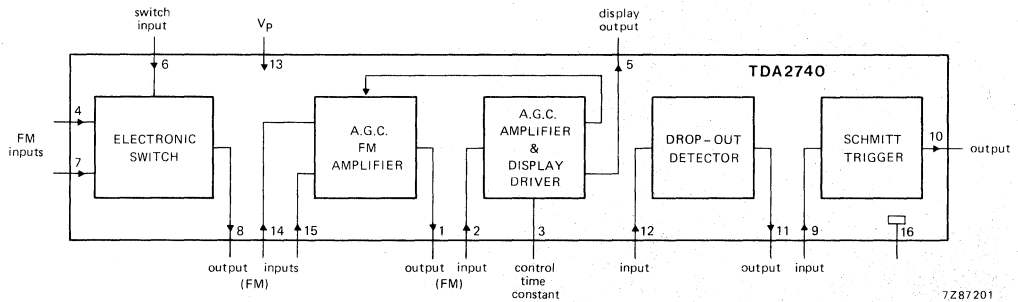 switch
input
Vp
display
output
6
13
5
TDA2740
4
FM
inputs
7
ELECTRONIC
SWITCH
A.G.C.
FM
AMPLIFIER
A.G.C.
AMPLIFIER
&
DISPLAY
DRIVER
DROP-OUT
DETECTOR
SCHMITT
TRIGGER
10
output
8
14
15
1
2
3
12
11
9
16
output
(FM)
inputs
output
(FM)
input
control
time
constant
input
output
input
7Z87201